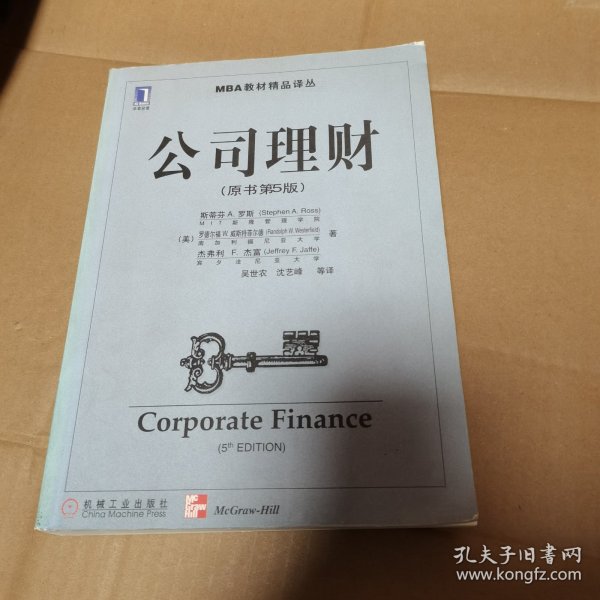 MBA教材精品译丛
公司理财
(原书第5版)
斯蒂芬 A. 罗斯 (Stephen A. Ross)
MIT斯隆管理学院
(美) 罗德尔福 W. 威斯特菲尔德 (Randolph W. Westerfield) 著
南加利福尼亚大学
杰弗利 F. 杰富 (Jeffrey F. Jaffe)
宾夕法尼亚大学
吴世农 沈艺峰 等译
Corporate Finance
(5th EDITION)
机械工业出版社
China Machine Press
Mc
Graw
Hill
McGraw-Hill
孔夫子旧书网
www.kongfz.com